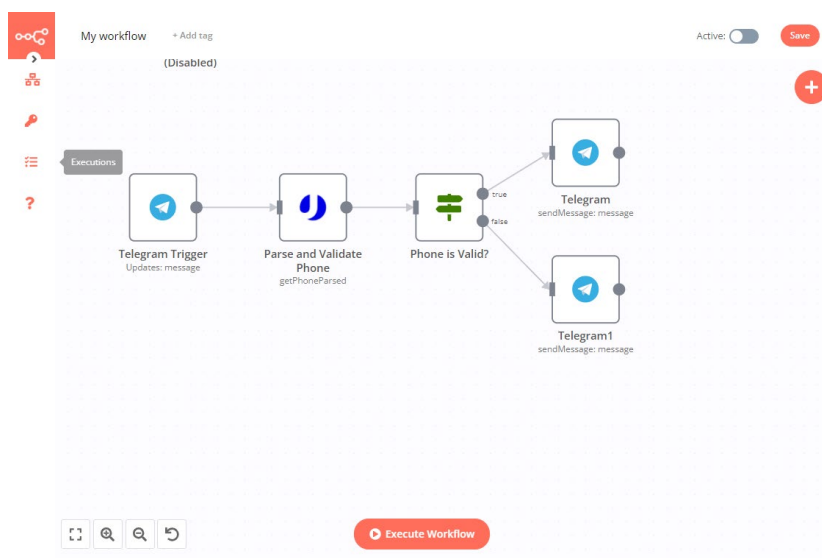 My workflow
+ Add tag
Active:
Save
(Disabled)
Executions
?
true
false
Telegram
sendMessage: message
Telegram Trigger
Updates: message
Parse and Validate
Phone
getPhoneParsed
Phone is Valid?
Telegram1
sendMessage: message
Execute Workflow